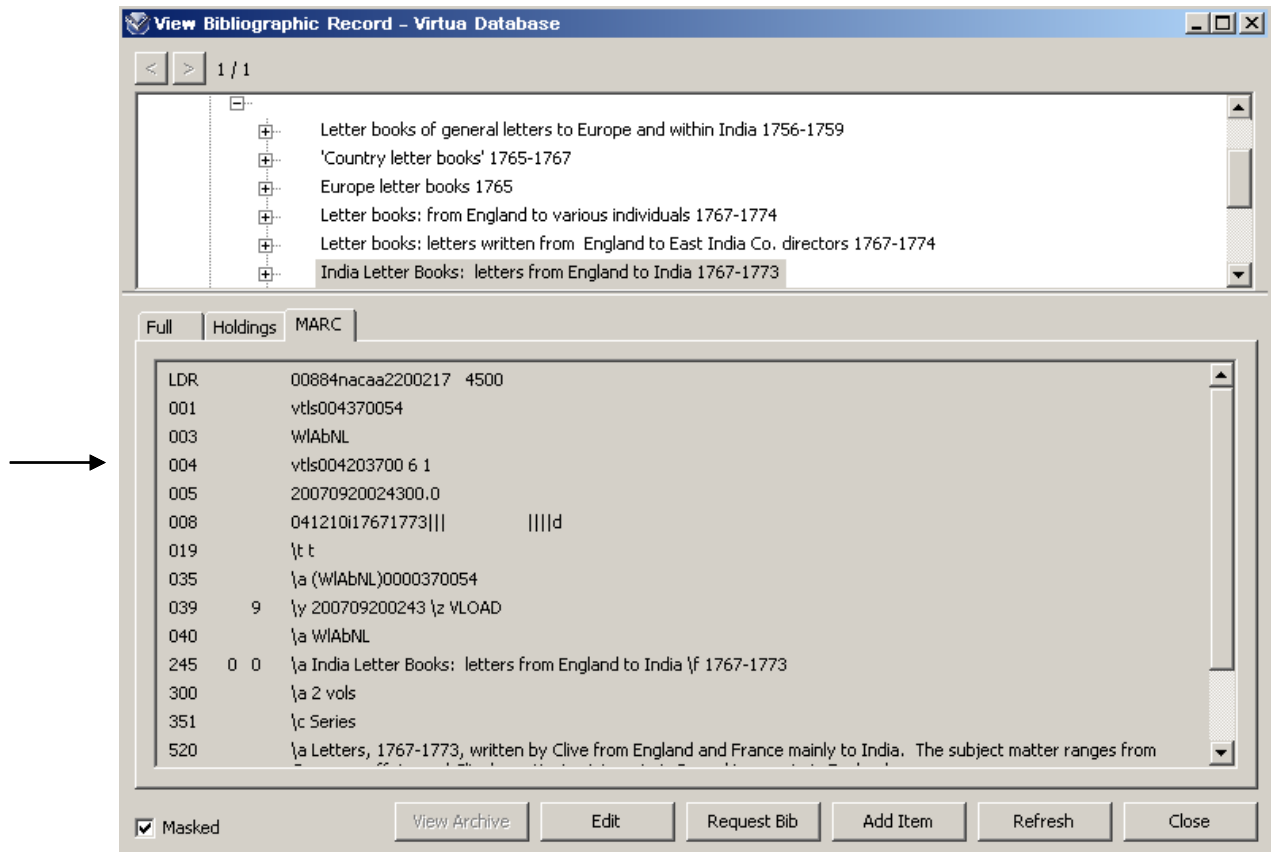 View Bibliographic Record – Virtua Database
< > 1 / 1
Letter books of general letters to Europe and within India 1756-1759
'Country letter books' 1765-1767
Europe letter books 1765
Letter books: from England to various individuals 1767-1774
Letter books: letters written from England to East India Co. directors 1767-1774
India Letter Books: letters from England to India 1767-1773
Full Holdings MARC
LDR 00884nacaa2200217 4500
001 vtls004370054
003 WlAbNL
004 vtls004203700 6 1
005 20070920024300.0
008 041210i17671773||| ||||d
019 \t t
035 \a (WlAbNL)0000370054
039 9 \y 200709200243 \z VLOAD
040 \a WlAbNL
245 0 0 \a India Letter Books: letters from England to India \f 1767-1773
300 \a 2 vols
351 \c Series
520 \a Letters, 1767-1773, written by Clive from England and France mainly to India. The subject matter ranges from
Masked View Archive Edit Request Bib Add Item Refresh Close